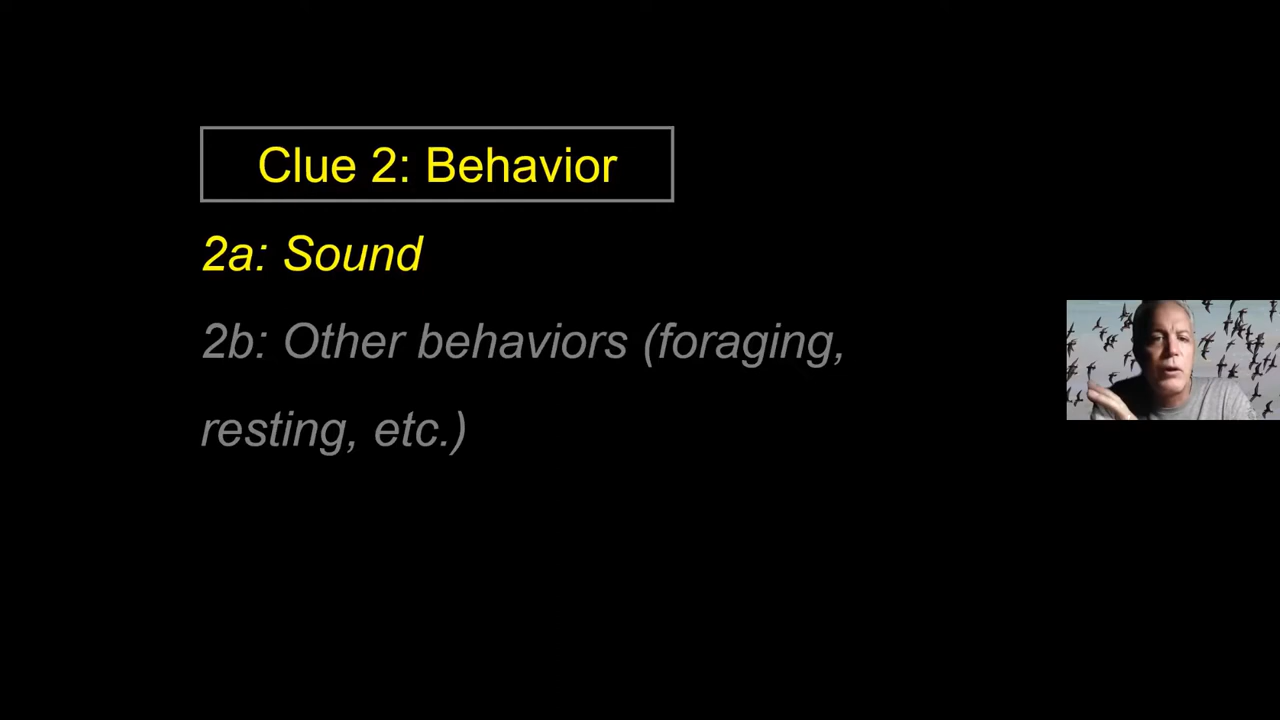 Clue 2: Behavior
2a: Sound
2b: Other behaviors (foraging,
resting, etc.)